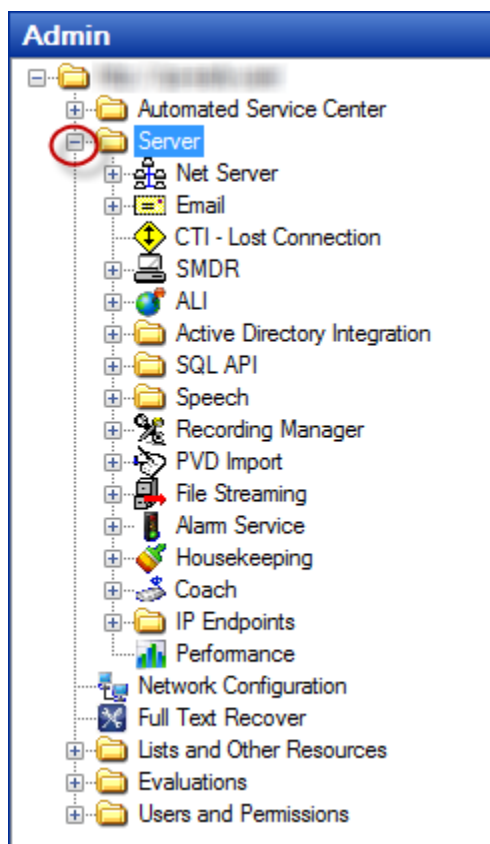 Admin
Automated Service Center
Server
Net Server
Email
CTI - Lost Connection
SMDR
ALI
Active Directory Integration
SQL API
Speech
Recording Manager
PVD Import
File Streaming
Alarm Service
Housekeeping
Coach
IP Endpoints
Performance
Network Configuration
Full Text Recover
Lists and Other Resources
Evaluations
Users and Permissions